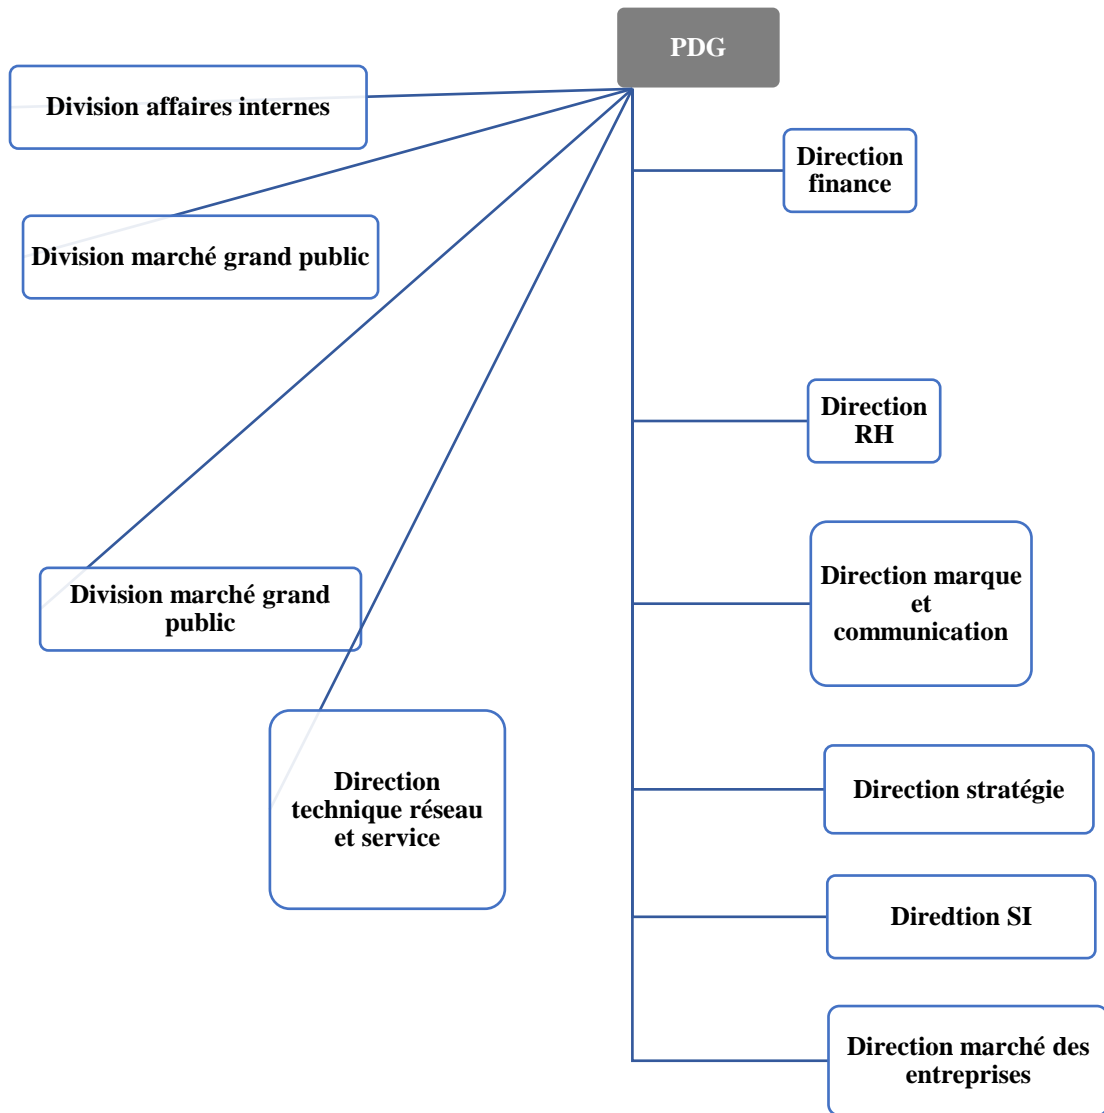 PDG
Division affaires internes
Direction
finance
Division marché grand public
Direction
RH
Direction marque
et
communication
Division marché grand
public
Direction
technique réseau
et service
Direction stratégie
Diredtion SI
Direction marché des
entreprises